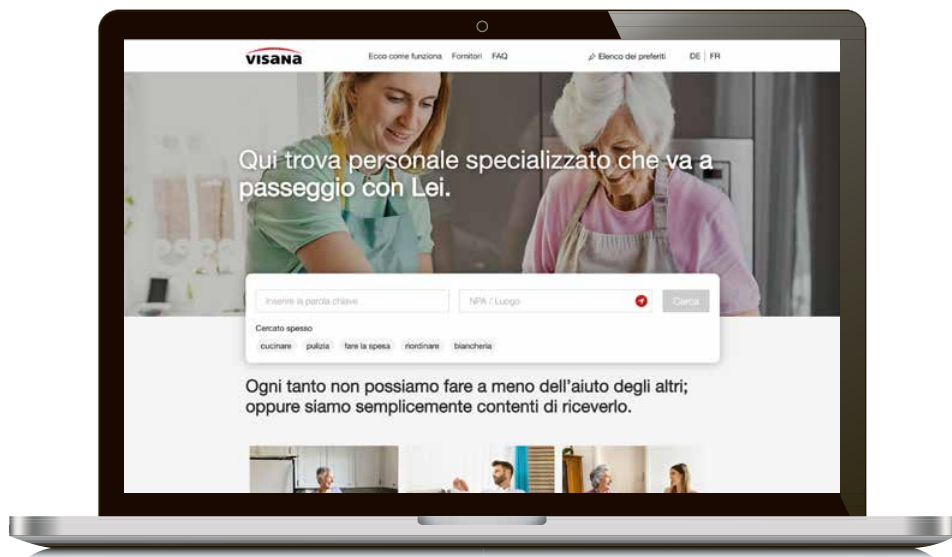 visana
Ecco come funziona Fornitori FAQ Elenco dei preferiti DE | FR
Qui trova personale specializzato che va a
passeggio con Lei.
Inserire la parola chiave NPA / Luogo Cerca
Cercato spesso
cucinare pulizia fare la spesa riordinare biancheria
Ogni tanto non possiamo fare a meno dell'aiuto degli altri;
oppure siamo semplicemente contenti di riceverlo.